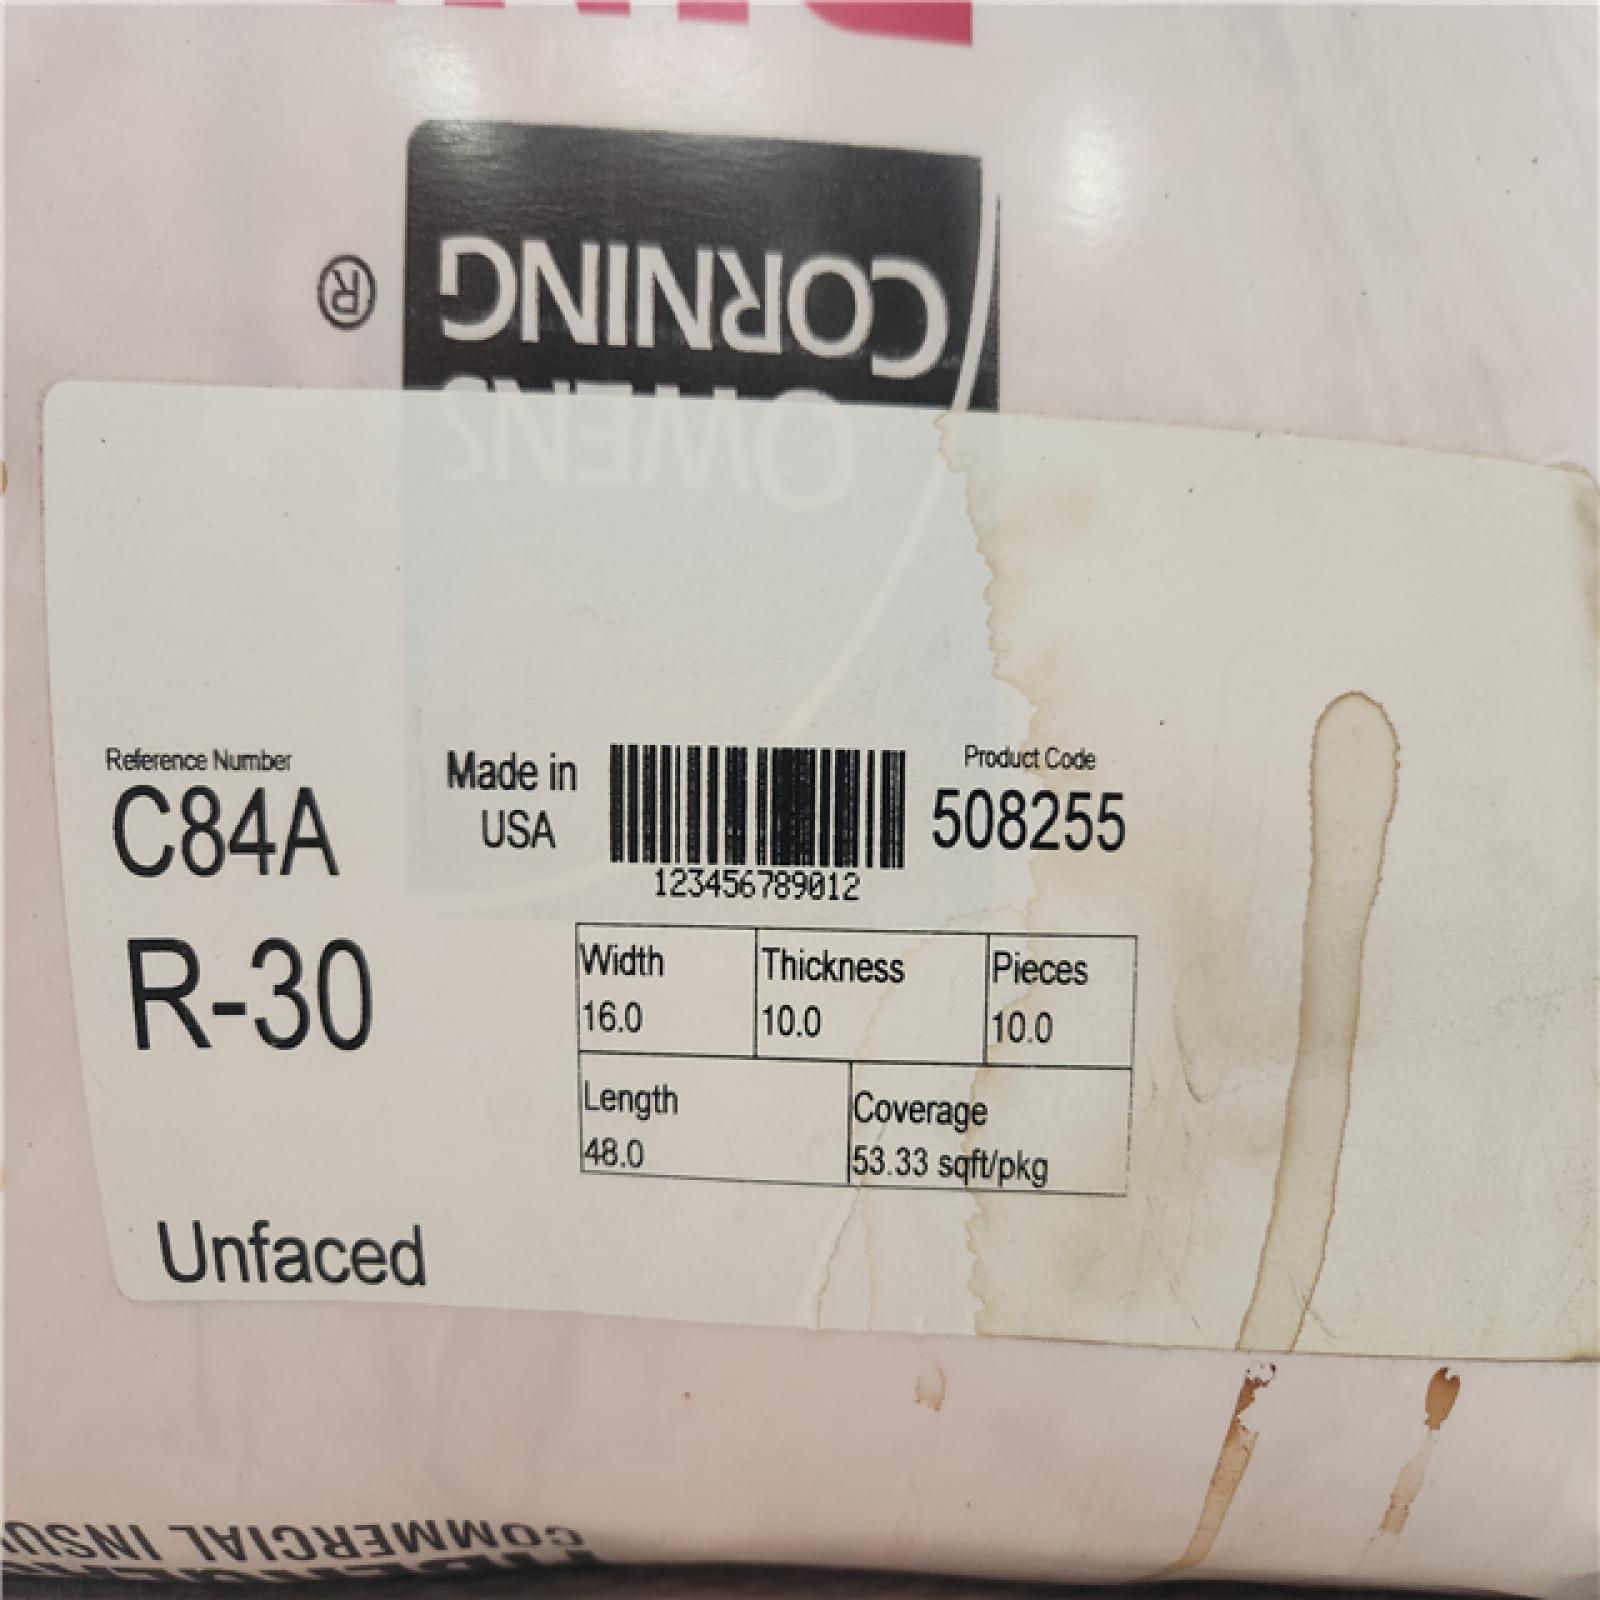 CORNING
®
OWENS
Reference Number
C84A
Made in
USA
123456789012
Product Code
508255
R-30
Width
16.0
Thickness
10.0
Pieces
10.0
Length
48.0
Coverage
53.33 sqft/pkg
Unfaced
COMMERCIAL